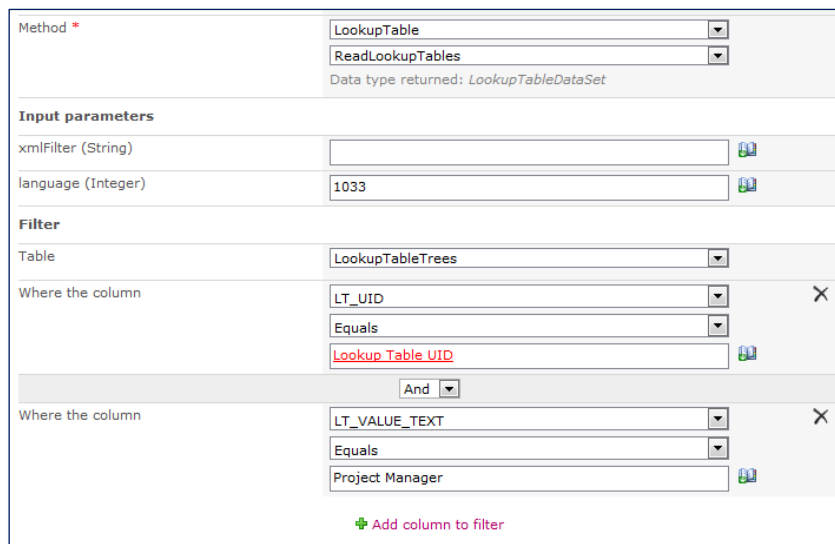 Method *
LookupTable
ReadLookupTables
Data type returned: LookupTableDataSet
Input parameters
xmlFilter (String)
language (Integer)
1033
Filter
Table
LookupTableTrees
Where the column
LT_UID
Equals
Lookup Table UID
And
Where the column
LT_VALUE_TEXT
Equals
Project Manager
Add column to filter